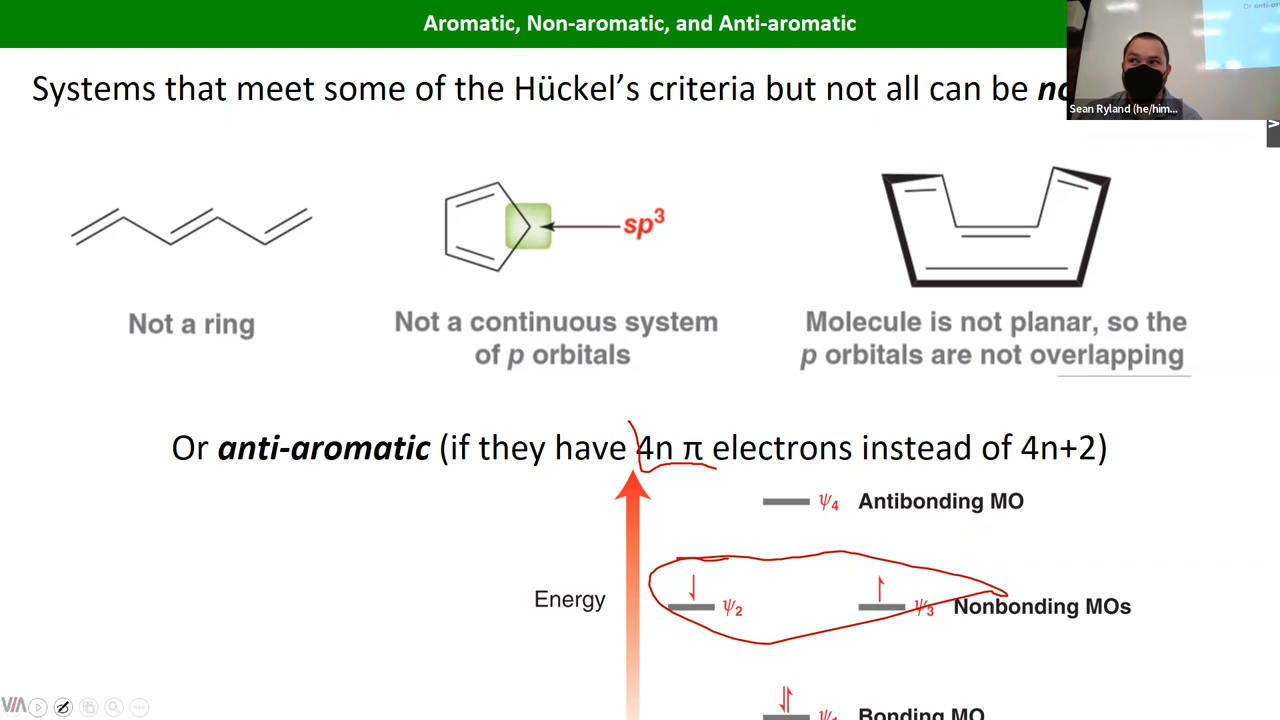 Aromatic, Non-aromatic, and Anti-aromatic
Systems that meet some of the Hückel's criteria but not all can be
Sean Ryland (he/him...
sp³
Not a ring
Not a continuous system
of p orbitals
Molecule is not planar, so the
p orbitals are not overlapping
Or anti-aromatic (if they have 4n π electrons instead of 4n+2)
ψ4 Antibonding MO
Energy
ψ2
ψ3 Nonbonding MOs
Bonding MO
VIA